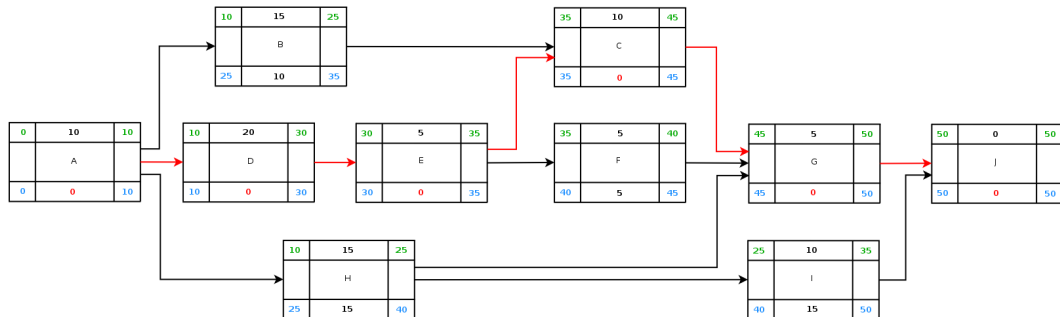 10 15 25
B
25 10 35
35 10 45
C
35 0 45
0 10 10
A
0 0 10
10 20 30
D
10 0 30
30 5 35
E
30 0 35
35 5 40
F
40 5 45
45 5 50
G
45 0 50
50 0 50
J
50 0 50
10 15 25
H
25 15 40
25 10 35
I
40 15 50